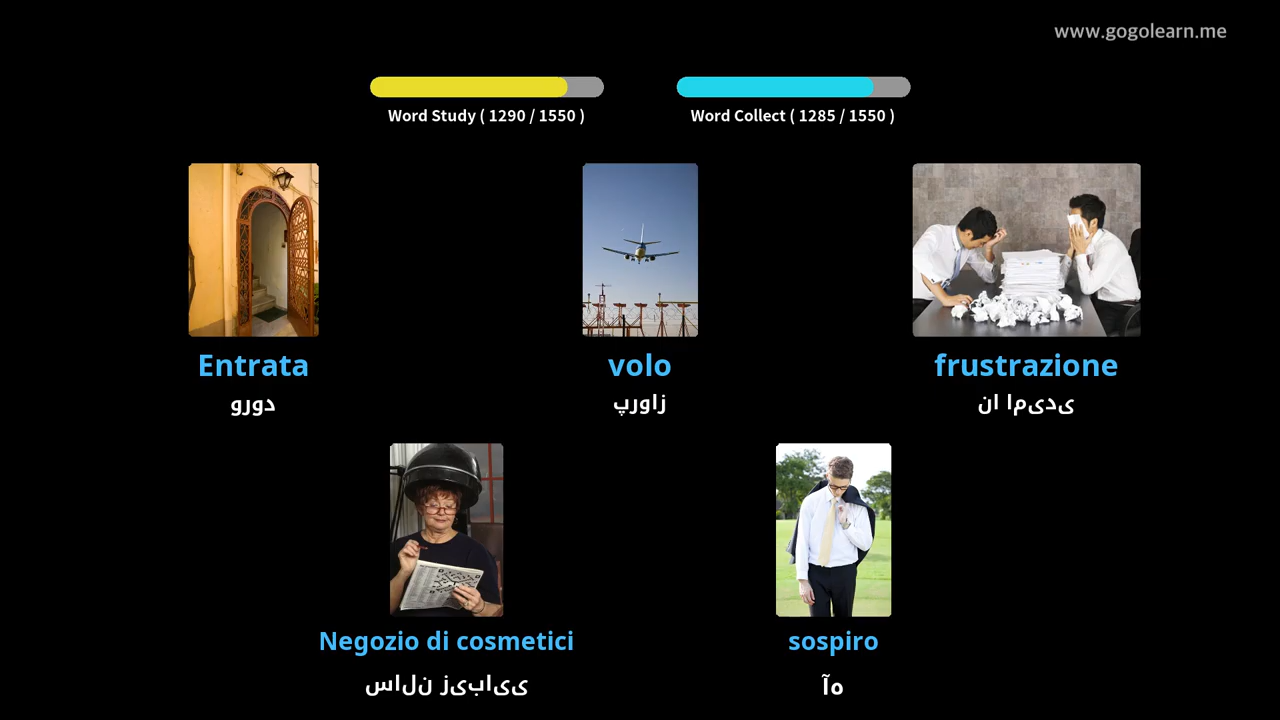 www.gogolearn.me
Word Study ( 1290 / 1550 )
Word Collect ( 1285 / 1550 )
Entrata
ورود
volo
پرواز
frustrazione
نا امیدی
Negozio di cosmetici
سالن زیبایی
sospiro
آه